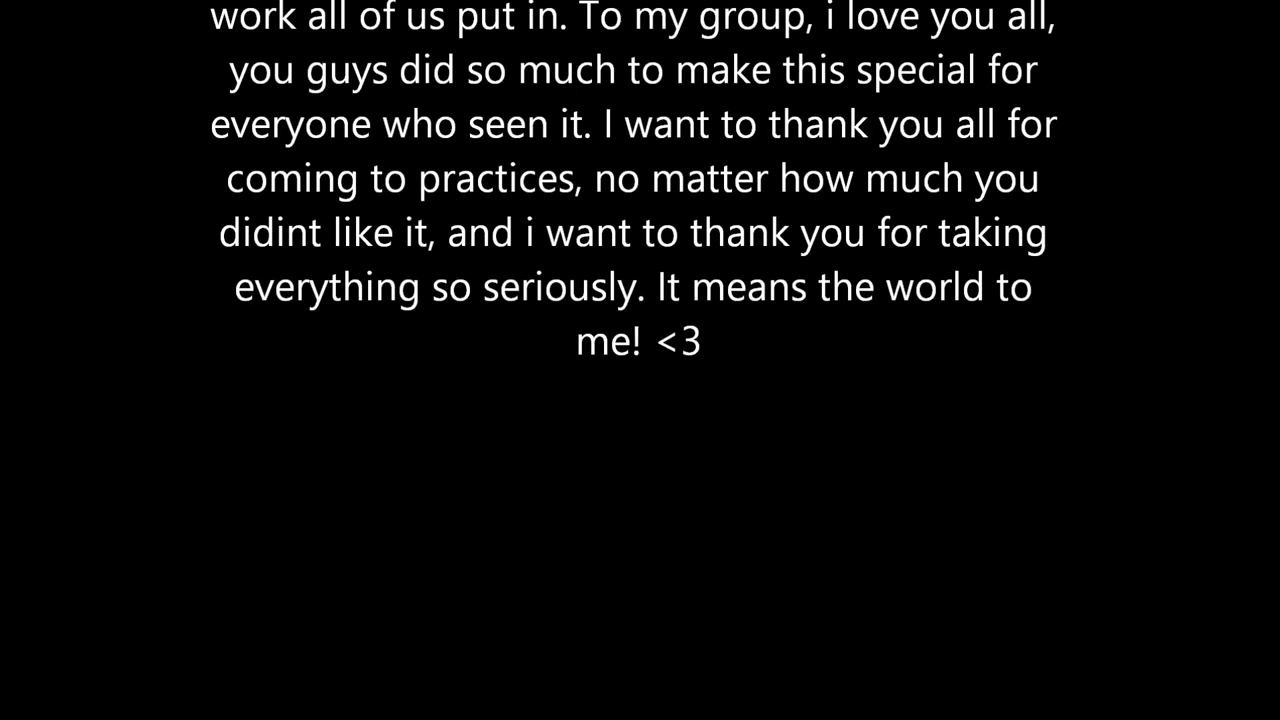 work all of us put in. To my group, i love you all,
you guys did so much to make this special for
everyone who seen it. I want to thank you all for
coming to practices, no matter how much you
didint like it, and i want to thank you for taking
everything so seriously. It means the world to
me! <3